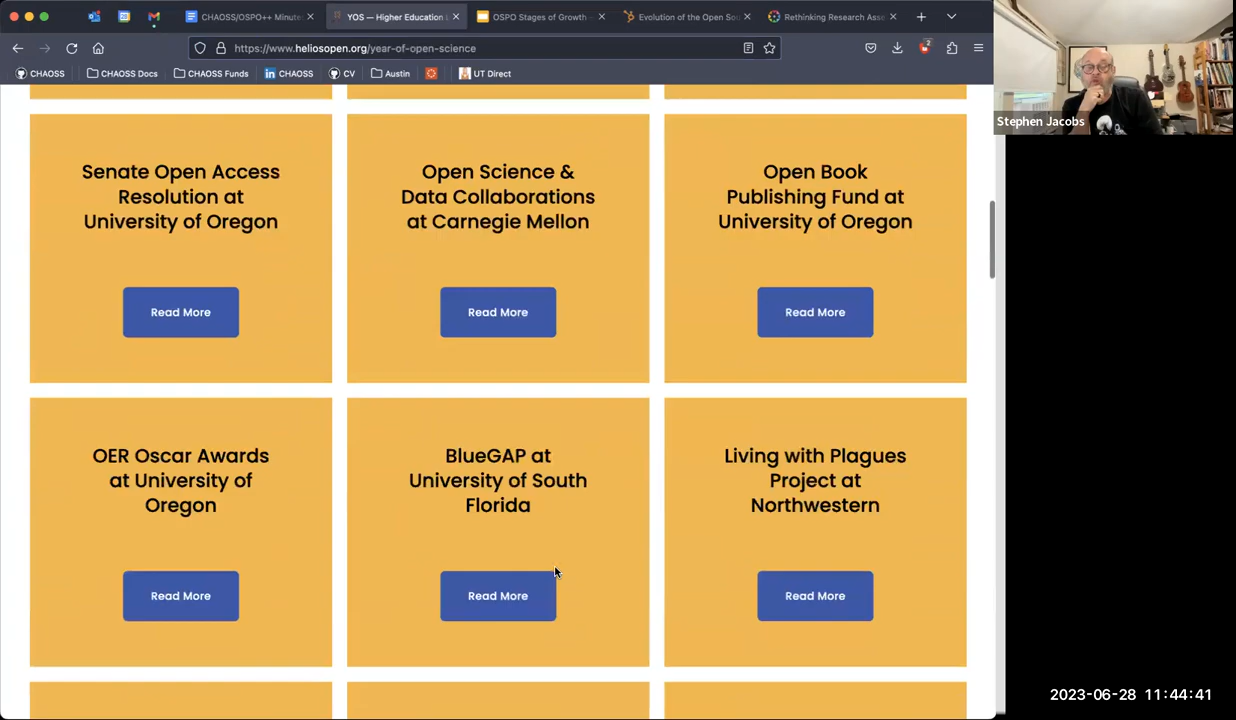 CHAOSS/OSPO++ Minute
YOS — Higher Education
OSPO Stages of Growth
Evolution of the Open Sou
Rethinking Research Asse
https://www.heliosopen.org/year-of-open-science
2
CHAOSS
CHAOSS Docs
CHAOSS Funds
CHAOSS
CV
Austin
UT Direct
Stephen Jacobs
Senate Open Access
Resolution at
University of Oregon
Read More
Open Science &
Data Collaborations
at Carnegie Mellon
Read More
Open Book
Publishing Fund at
University of Oregon
Read More
OER Oscar Awards
at University of
Oregon
Read More
BlueGAP at
University of South
Florida
Read More
Living with Plagues
Project at
Northwestern
Read More
2023-06-28 11:44:41